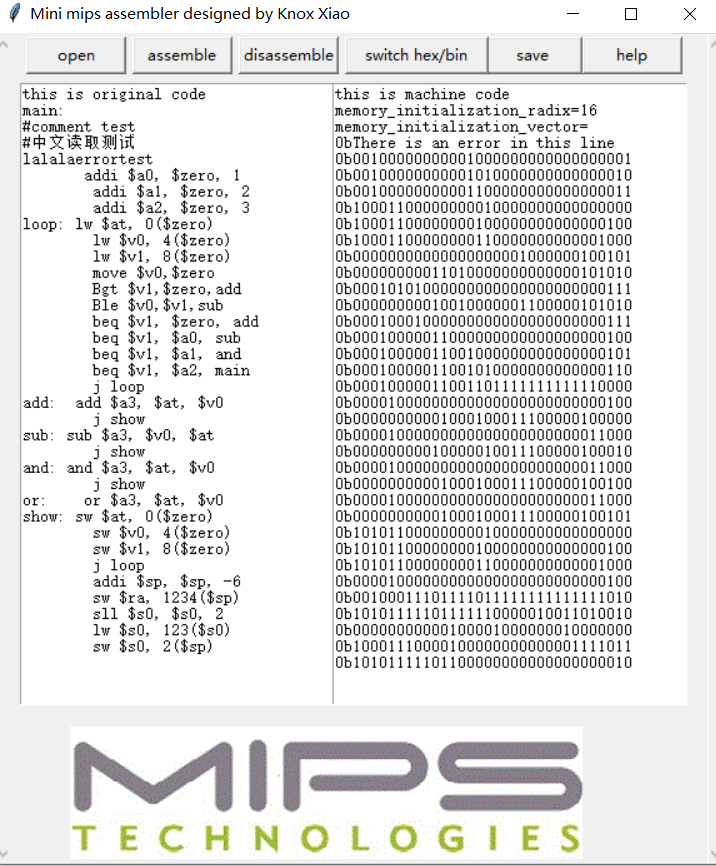 Mini mips assembler designed by Knox Xiao
open assemble disassemble switch hex/bin save help
this is original code
main:
#comment test
#中文读取测试
lalalaerrortest
addi $a0, $zero, 1
addi $a1, $zero, 2
addi $a2, $zero, 3
loop: lw $at, 0($zero)
lw $v0, 4($zero)
lw $v1, 8($zero)
move $v0,$zero
Bgt $v1,$zero,add
Ble $v0,$v1,sub
beq $v1, $zero, add
beq $v1, $a0, sub
beq $v1, $a1, and
beq $v1, $a2, main
j loop
add: add $a3, $at, $v0
j show
sub: sub $a3, $v0, $at
j show
and: and $a3, $at, $v0
j show
or: or $a3, $at, $v0
show: sw $at, 0($zero)
sw $v0, 4($zero)
sw $v1, 8($zero)
j loop
addi $sp, $sp, -6
sw $ra, 1234($sp)
sll $s0, $s0, 2
lw $s0, 123($s0)
sw $s0, 2($sp)
this is machine code
memory_initialization_radix=16
memory_initialization_vector=
0bThere is an error in this line
0b00100000000001000000000000000001
0b00100000000001010000000000000010
0b00100000000001100000000000000011
0b10001100000000010000000000000000
0b10001100000000100000000000000100
0b10001100000000110000000000001000
0b00000000000000000001000000100101
0b00000000011010000000000000101010
0b00010101000000000000000000000111
0b00000000010010000001100000101010
0b00010001000000000000000000000111
0b00010000011000000000000000000100
0b00010000011001000000000000000101
0b00010000011001010000000000000110
0b00010000011001101111111111110000
0b00001000000000000000000000000100
0b00000000001000100011100000100000
0b00001000000000000000000000011000
0b00000000010000010011100000100010
0b00001000000000000000000000011000
0b00000000001000100011100000100100
0b00001000000000000000000000011000
0b00000000001000100011100000100101
0b10101100000000010000000000000000
0b10101100000000100000000000000100
0b10101100000000110000000000001000
0b00001000000000000000000000000100
0b00100011101111011111111111111010
0b10101111101111110000010011010010
0b00000000000100001000000010000000
0b10001110000100000000000001111011
0b10101111101100000000000000000010
MIPS
TECHNOLOGIES